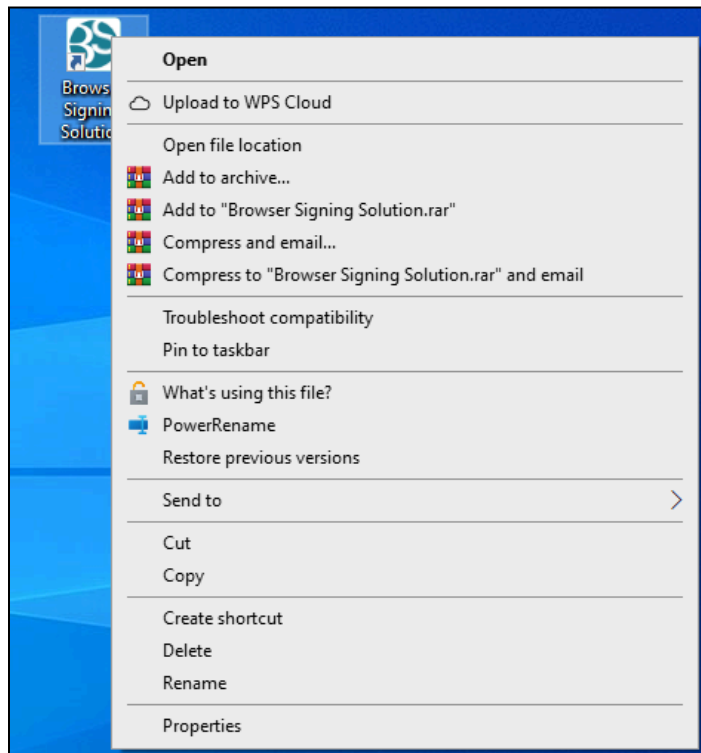 BS
Brows
Signin
Solutio
Open
Upload to WPS Cloud
Open file location
Add to archive...
Add to "Browser Signing Solution.rar"
Compress and email...
Compress to "Browser Signing Solution.rar" and email
Troubleshoot compatibility
Pin to taskbar
What's using this file?
PowerRename
Restore previous versions
Send to
Cut
Copy
Create shortcut
Delete
Rename
Properties